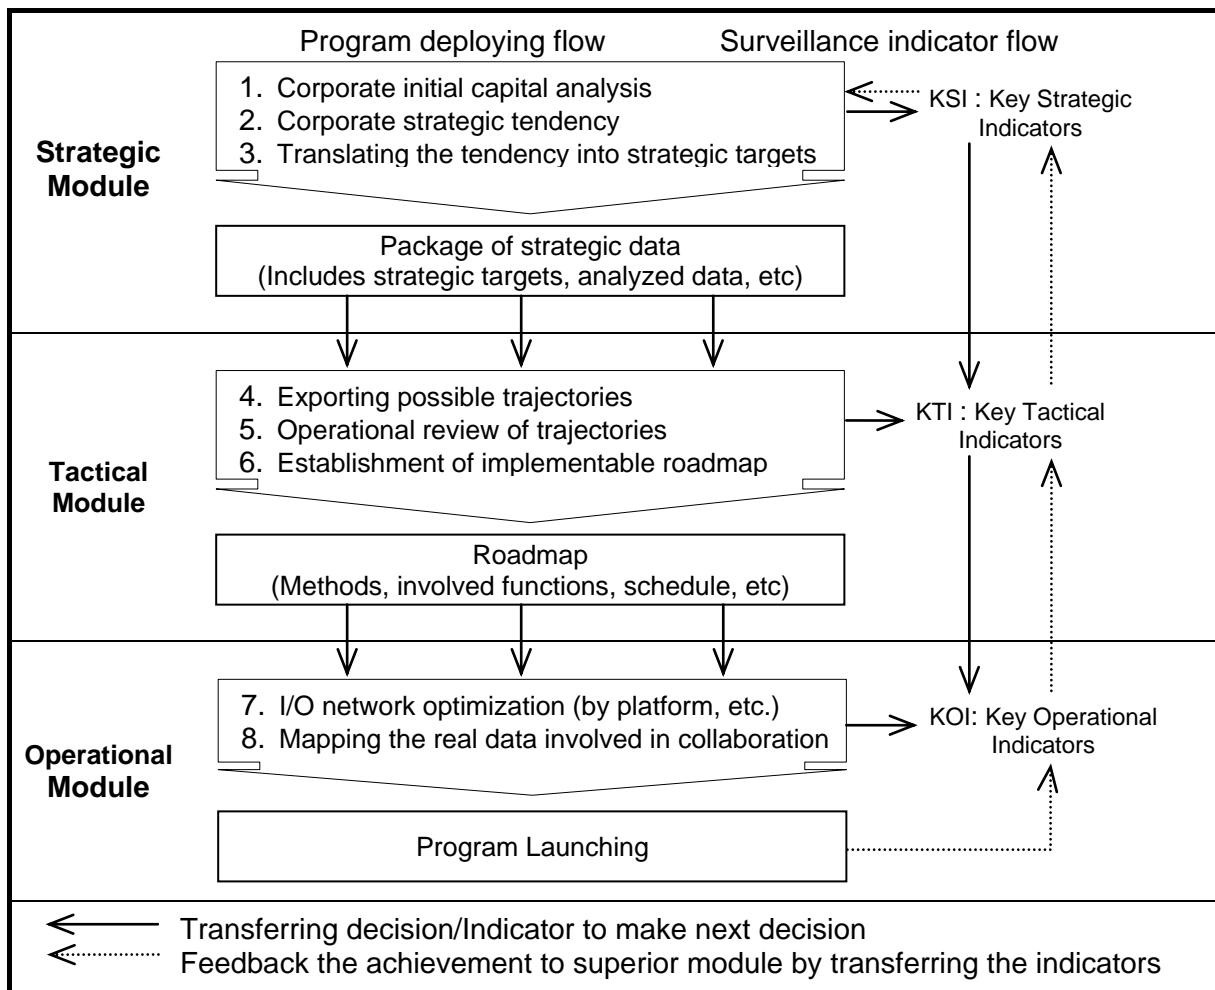 Program deploying flow
Surveillance indicator flow
Strategic
Module
1. Corporate initial capital analysis
2. Corporate strategic tendency
3. Translating the tendency into strategic targets
KSI : Key Strategic
Indicators
Package of strategic data
(Includes strategic targets, analyzed data, etc)
Tactical
Module
4. Exporting possible trajectories
5. Operational review of trajectories
6. Establishment of implementable roadmap
KTI : Key Tactical
Indicators
Roadmap
(Methods, involved functions, schedule, etc)
Operational
Module
7. I/O network optimization (by platform, etc.)
8. Mapping the real data involved in collaboration
KOI: Key Operational
Indicators
Program Launching
Transferring decision/Indicator to make next decision
Feedback the achievement to superior module by transferring the indicators